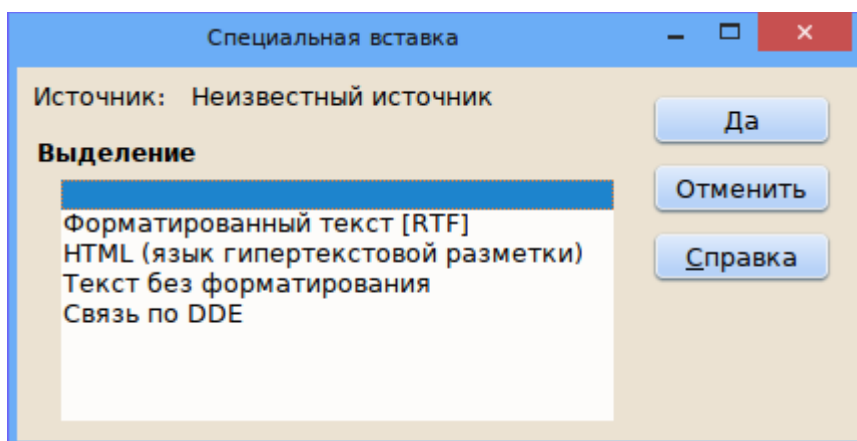 Специальная вставка
Источник: Неизвестный источник
Да
Выделение
Отменить
Форматированный текст [RTF]
HTML (язык гипертекстовой разметки)
Справка
Текст без форматирования
Связь по DDE